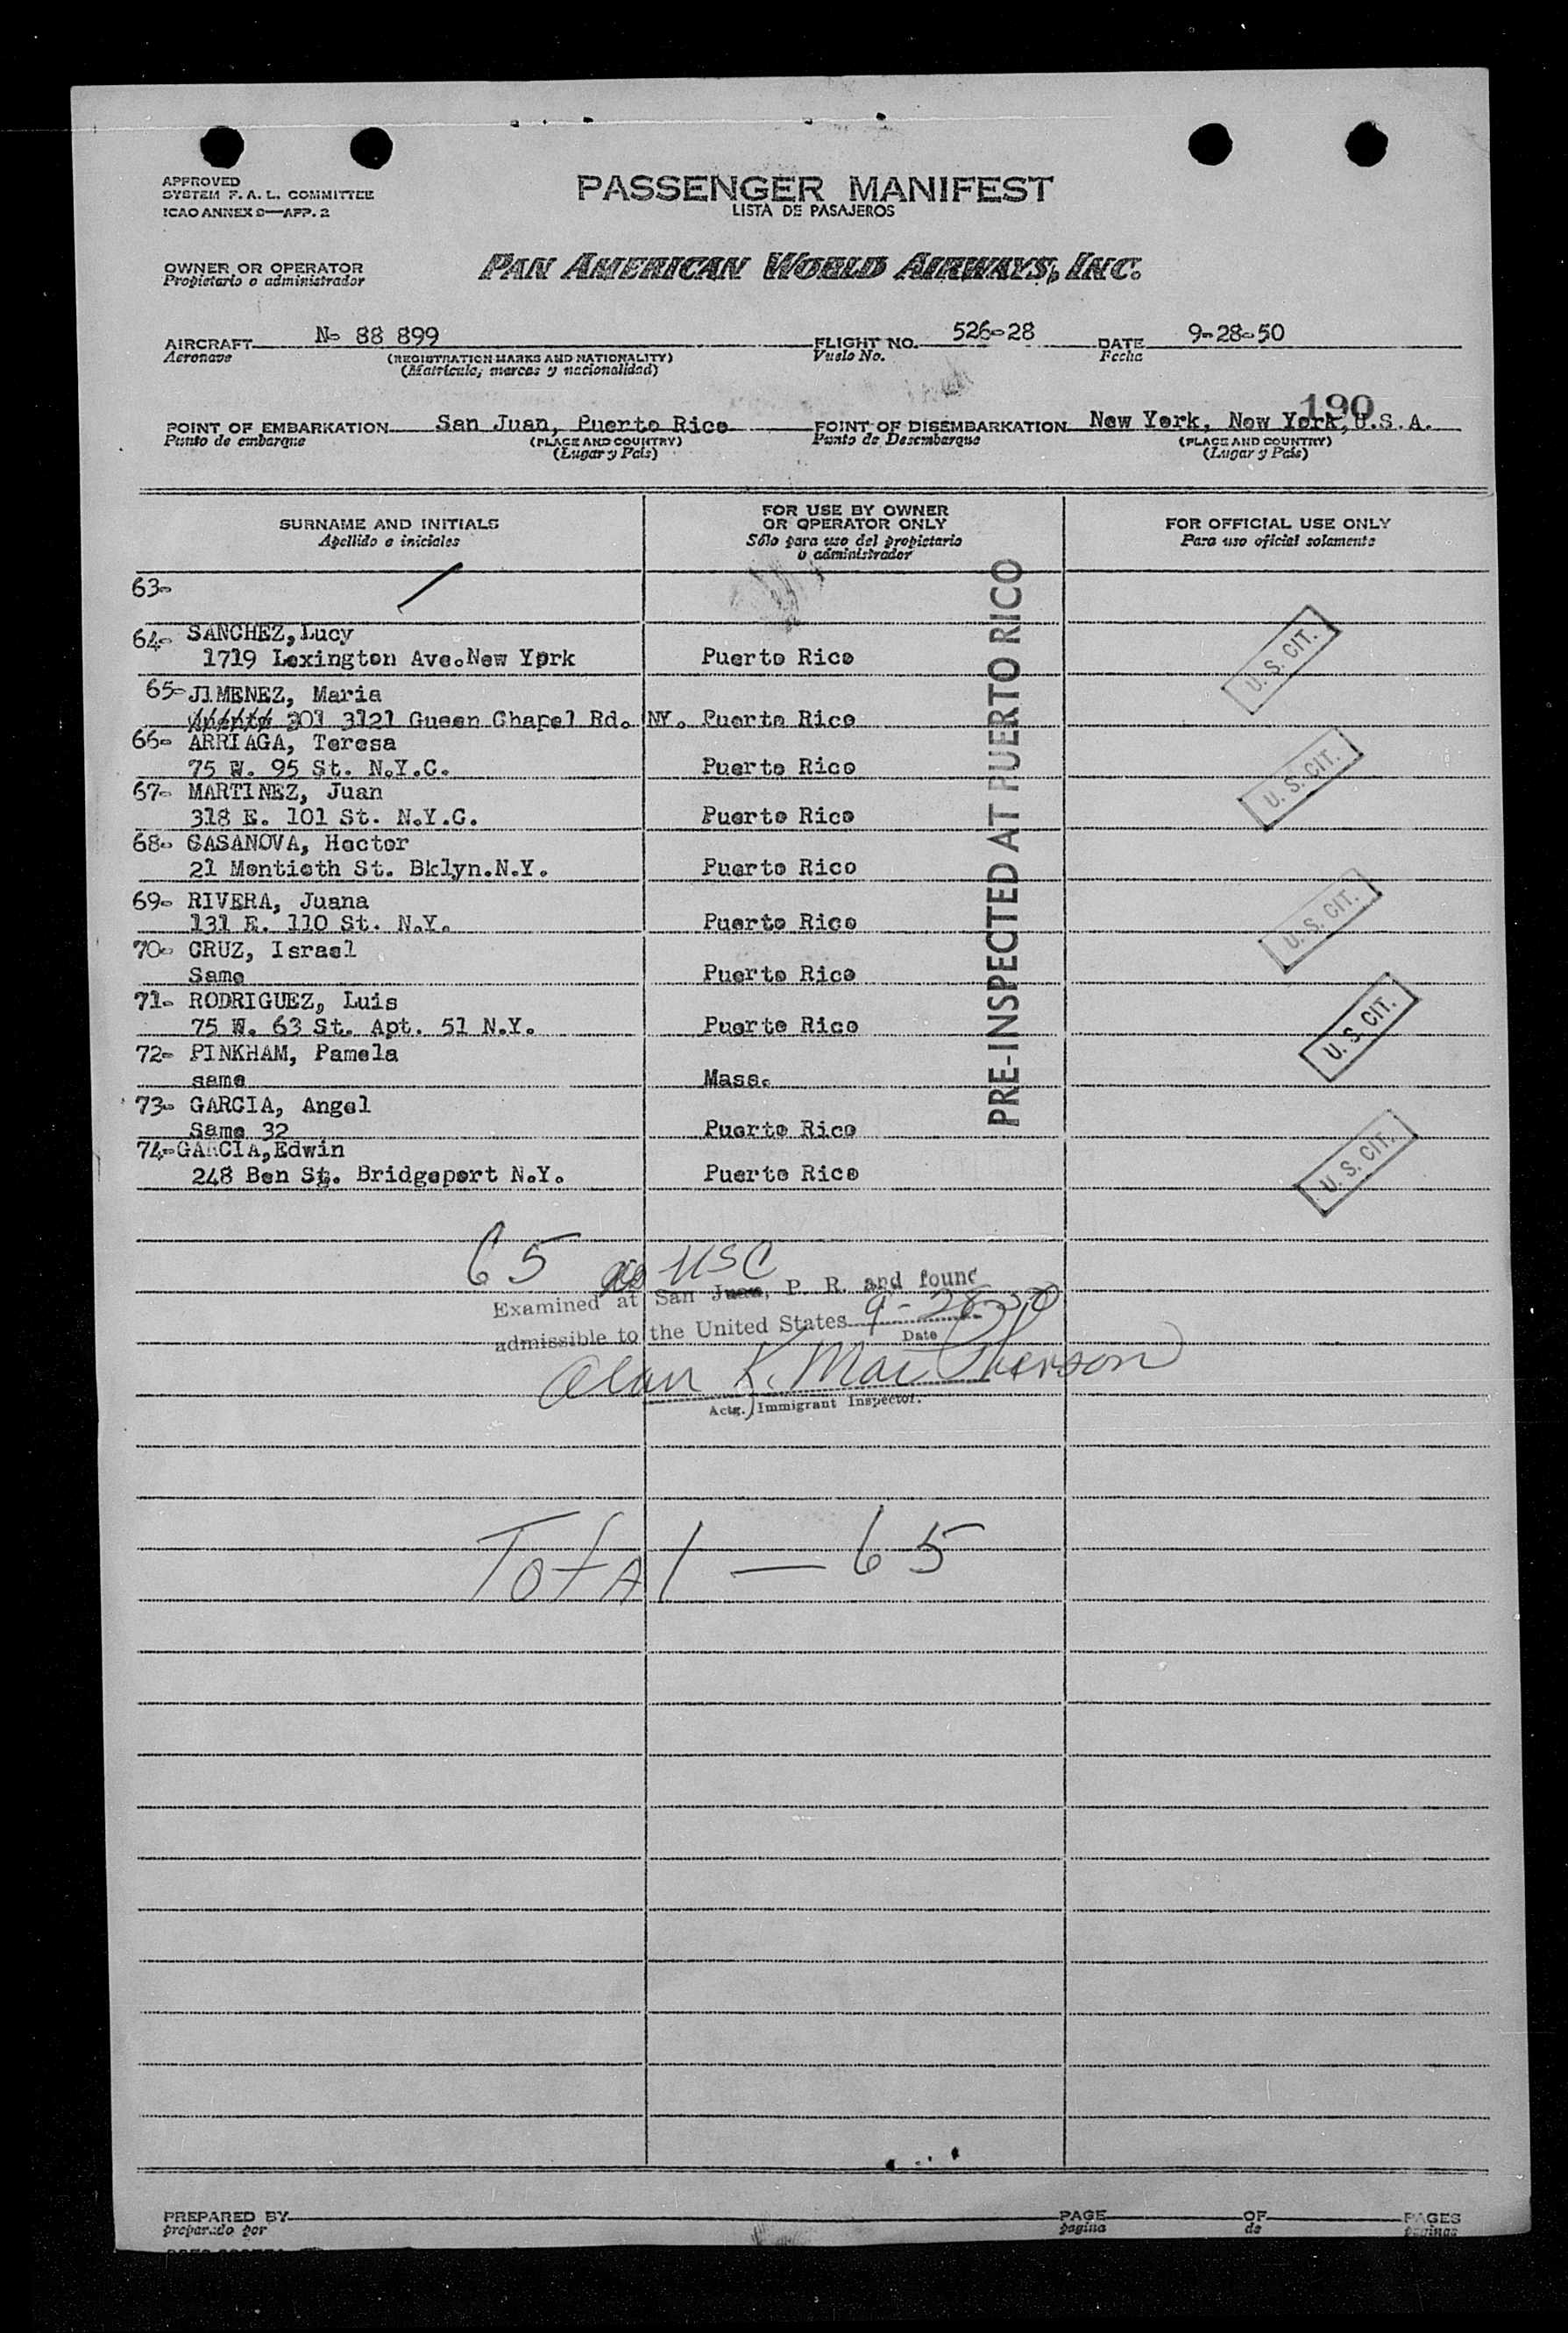 APPROVED
SYSTEM F. A. L. COMMITTEE
ICAO ANNEX 9—APP. 2
PASSENGER MANIFEST
LISTA DE PASAJEROS
OWNER OR OPERATOR
Propietario o administrador
PAN AMERICAN WORLD AIRWAYS, INC.
AIRCRAFT N- 88 899 FLIGHT NO. 526-28 DATE 9-28-50
Aeronave (REGISTRATION MARKS AND NATIONALITY) Vuelo No. Fecha
(Matrícula, marcas y nacionalidad)
190
POINT OF EMBARKATION San Juan, Puerto Rico POINT OF DISEMBARKATION New York, New York, U.S.A.
Punto de embarque (PLACE AND COUNTRY) Punto de Desembarque (PLACE AND COUNTRY)
(Lugar y País) (Lugar y País)
SURNAME AND INITIALS FOR USE BY OWNER OR OPERATOR ONLY FOR OFFICIAL USE ONLY
Apellido e iniciales Sólo para uso del propietario o administrador Para uso oficial solamente
63-
64- SANCHEZ, Lucy
1719 Lexington Ave.New York Puerto Rico
U. S. CIT.
65- JIMENEZ, Maria
301 3121 Queen Chapel Rd. NY. Puerto Rico
66- ARRIAGA, Teresa
75 W. 95 St. N.Y.C. Puerto Rico
U. S. CIT.
67- MARTINEZ, Juan
318 E. 101 St. N.Y.C. Puerto Rico
68- CASANOVA, Hector
21 Montieth St. Bklyn.N.Y. Puerto Rico
69- RIVERA, Juana
131 E. 110 St. N.Y. Puerto Rico
U. S. CIT.
70- CRUZ, Israel
Same Puerto Rico
71- RODRIGUEZ, Luis
75 W. 63 St. Apt. 51 N.Y. Puerto Rico
U. S. CIT.
72- PINKHAM, Pamela
same Mass.
73- GARCIA, Angel
Same 32 Puerto Rico
74-GARCIA,Edwin
248 Ben St. Bridgeport N.Y. Puerto Rico
U. S. CIT.
PRE-INSPECTED AT PUERTO RICO
65 as USC
Examined at San Juan, P. R. and found
admissible to the United States 9-28-50
Date
Alan K. MacPherson
Actg. Immigrant Inspector.
Total — 65
PREPARED BY PAGE OF PAGES
preparado por página de páginas